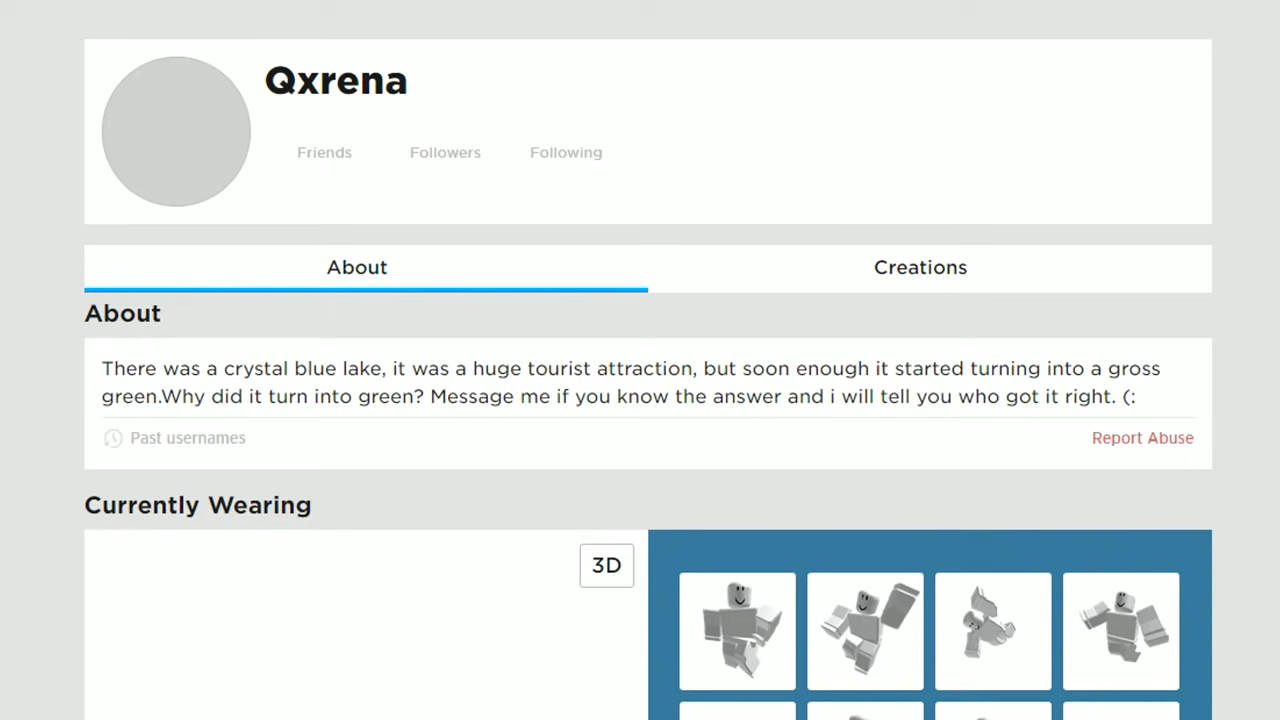 Qxrena
Friends Followers Following
About Creations
About
There was a crystal blue lake, it was a huge tourist attraction, but soon enough it started turning into a gross
green.Why did it turn into green? Message me if you know the answer and i will tell you who got it right. (:
Past usernames Report Abuse
Currently Wearing
3D